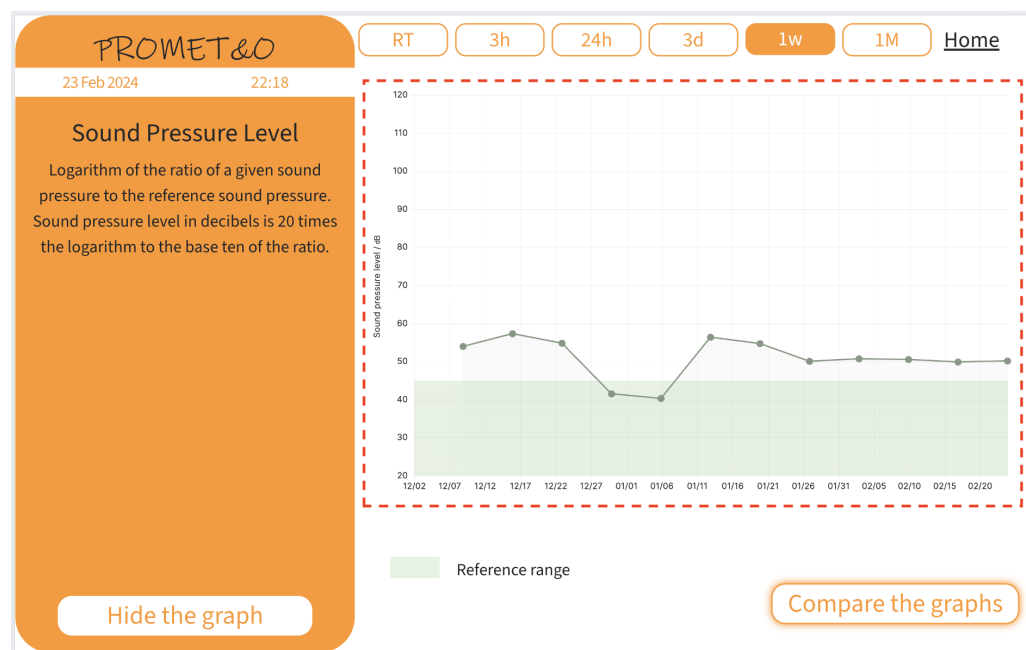 PROMET&O
23 Feb 2024 22:18
Sound Pressure Level
Logarithm of the ratio of a given sound
pressure to the reference sound pressure.
Sound pressure level in decibels is 20 times
the logarithm to the base ten of the ratio.
Hide the graph
RT 3h 24h 3d 1w 1M Home
Sound pressure level / dB
120
110
100
90
80
70
60
50
40
30
20
12/02 12/07 12/12 12/17 12/22 12/27 01/01 01/06 01/11 01/16 01/21 01/26 01/31 02/05 02/10 02/15 02/20
Reference range
Compare the graphs